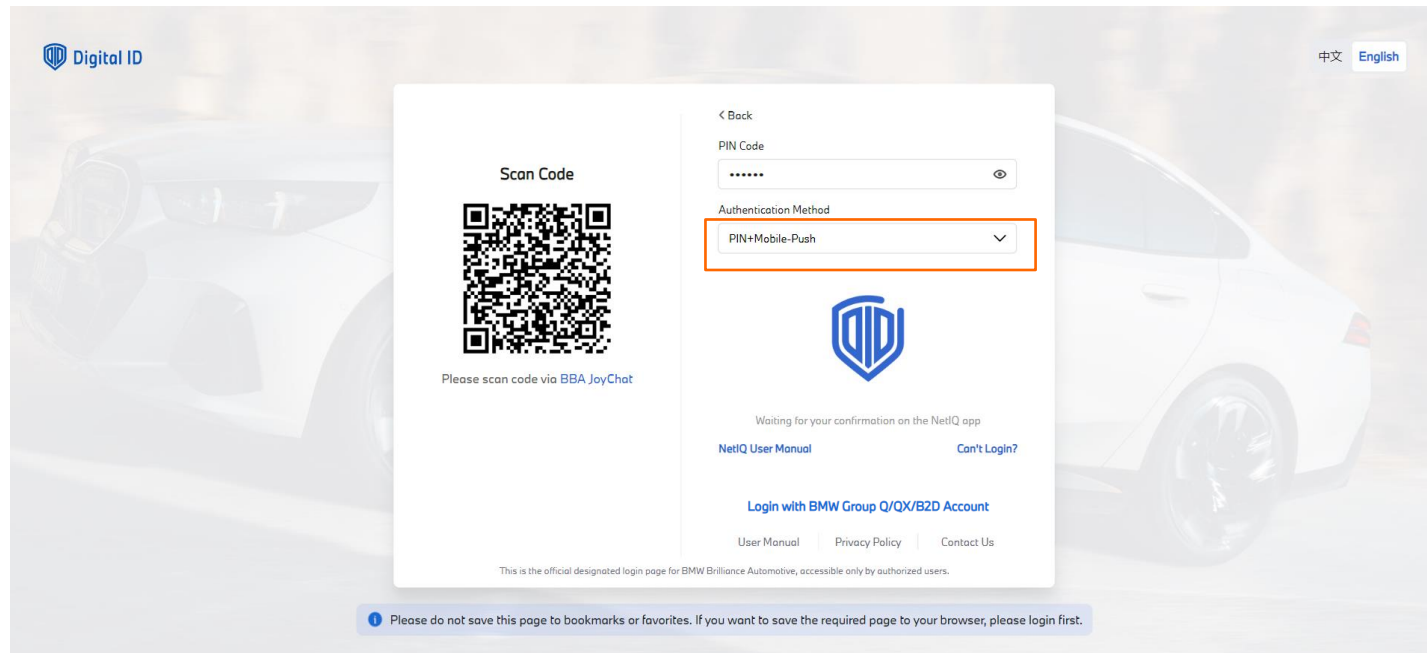 Digital ID
中文 English
Scan Code
Please scan code via BBA JoyChat
< Back
PIN Code
••••••
Authentication Method
PIN+Mobile-Push
Waiting for your confirmation on the NetIQ app
NetIQ User Manual Can't Login?
Login with BMW Group Q/QX/B2D Account
User Manual Privacy Policy Contact Us
This is the official designated login page for BMW Brilliance Automotive, accessible only by authorized users.
Please do not save this page to bookmarks or favorites. If you want to save the required page to your browser, please login first.